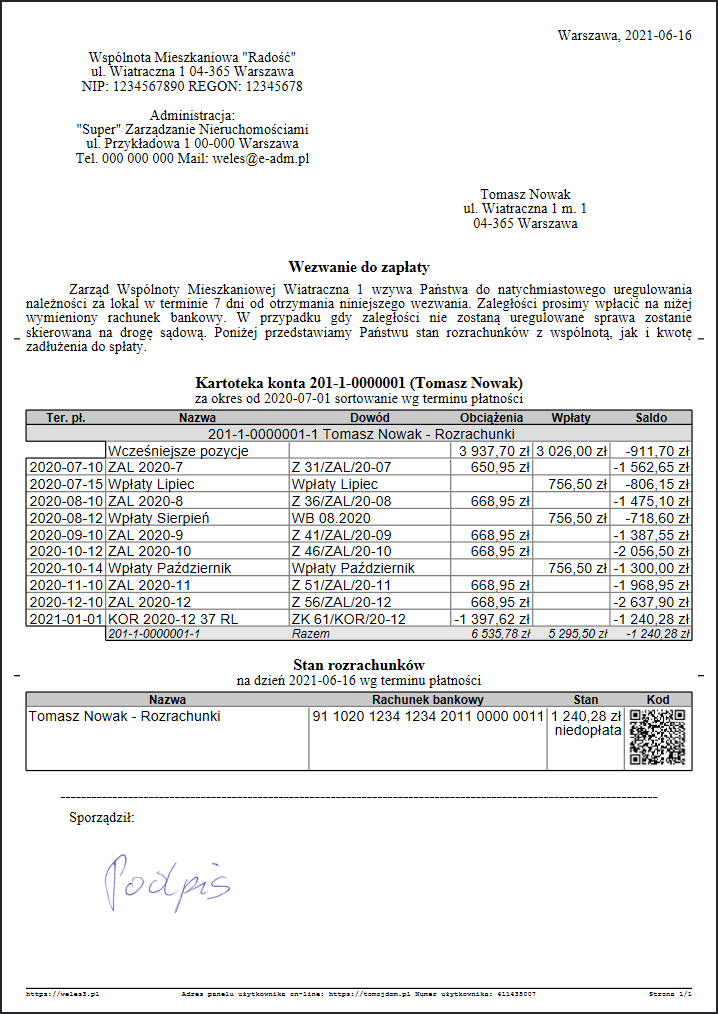 Warszawa, 2021-06-16
Wspólnota Mieszkaniowa "Radość"
ul. Wiatraczna 1 04-365 Warszawa
NIP: 1234567890 REGON: 12345678
Administracja:
"Super" Zarządzanie Nieruchomościami
ul. Przykładowa 1 00-000 Warszawa
Tel. 000 000 000 Mail: weles@e-adm.pl
Tomasz Nowak
ul. Wiatraczna 1 m. 1
04-365 Warszawa
Wezwanie do zapłaty
Zarząd Wspólnoty Mieszkaniowej Wiatraczna 1 wzywa Państwa do natychmiastowego uregulowania
należności za lokal w terminie 7 dni od otrzymania niniejszego wezwania. Zaległości prosimy wpłacić na niżej
wymieniony rachunek bankowy. W przypadku gdy zaległości nie zostaną uregulowane sprawa zostanie
skierowana na drogę sądową. Poniżej przedstawiamy Państwu stan rozrachunków z wspólnotą, jak i kwotę
zadłużenia do spłaty.
Kartoteka konta 201-1-0000001 (Tomasz Nowak)
za okres od 2020-07-01 sortowanie wg terminu płatności
Ter. pł. Nazwa Dowód Obciążenia Wpłaty Saldo
201-1-0000001-1 Tomasz Nowak - Rozrachunki
Wcześniejsze pozycje 3 937,70 zł 3 026,00 zł -911,70 zł
2020-07-10 ZAL 2020-7 Z 31/ZAL/20-07 650,95 zł -1 562,65 zł
2020-07-15 Wpłaty Lipiec Wpłaty Lipiec 756,50 zł -806,15 zł
2020-08-10 ZAL 2020-8 Z 36/ZAL/20-08 668,95 zł -1 475,10 zł
2020-08-12 Wpłaty Sierpień WB 08.2020 756,50 zł -718,60 zł
2020-09-10 ZAL 2020-9 Z 41/ZAL/20-09 668,95 zł -1 387,55 zł
2020-10-12 ZAL 2020-10 Z 46/ZAL/20-10 668,95 zł -2 056,50 zł
2020-10-14 Wpłaty Październik Wpłaty Październik 756,50 zł -1 300,00 zł
2020-11-10 ZAL 2020-11 Z 51/ZAL/20-11 668,95 zł -1 968,95 zł
2020-12-10 ZAL 2020-12 Z 56/ZAL/20-12 668,95 zł -2 637,90 zł
2021-01-01 KOR 2020-12 37 RL ZK 61/KOR/20-12 -1 397,62 zł -1 240,28 zł
201-1-0000001-1 Razem 6 535,78 zł 5 295,50 zł -1 240,28 zł
Stan rozrachunków
na dzień 2021-06-16 wg terminu płatności
Nazwa Rachunek bankowy Stan Kod
Tomasz Nowak - Rozrachunki 91 1020 1234 1234 2011 0000 0011 1 240,28 zł
niedopłata
Sporządził:
Podpis
https://weles3.pl Adres panelu użytkownika on-line: https://tomojdom.pl Numer użytkownika: 411435007 Strona 1/1